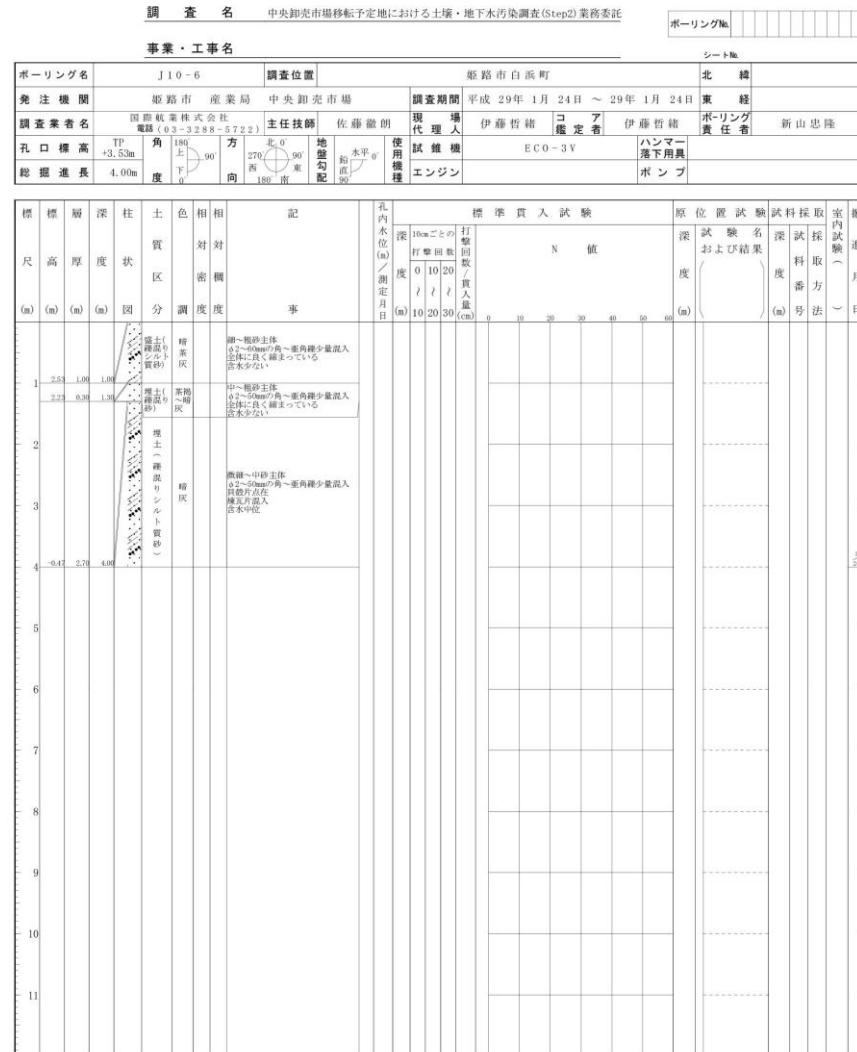 調査名 中央卸売市場移転予定地における土壌・地下水汚染調査(Step2)業務委託
ボーリング№
事業・工事名
シート№
ボーリング名 J10-6 調査位置 姫路市白浜町 北緯
発注機関 姫路市 産業局 中央卸売市場 調査期間 平成 29年 1月 24日 ~ 29年 1月 24日 東経
調査業者名 国際航業株式会社 電話(03-3288-5722) 主任技師 佐藤徹朗 現場代理人 伊藤哲緒 コア鑑定者 伊藤哲緒 ボーリング責任者 新山忠隆
孔口標高 TP +3.53m 角度 180° 上 90° 下 0° 方向 北 0° 270° 西 90° 東 180° 南 地盤勾配 水平 0° 鉛直 90° 使用機種 試錐機 ECO-3V ハンマー落下用具
総掘進長 4.00m エンジン ポンプ
標尺(m) 標高(m) 層厚(m) 深度(m) 柱状図 土質区分 色調 相対密度 相対稠度 記事 孔内水位(m)/測定月日 標準貫入試験 原位置試験 試料採取 室内試験( )
深度(m) 10cmごとの打撃回数 0 10 20 ~ ~ ~ 10 20 30 打撃回数/貫入量(cm) N 値 深度(m) 試験名および結果 深度(m) 試料番号 採取方法
0 10 20 30 40 50 60
盛土(礫混りシルト質砂) 暗茶灰 細~粗砂主体
φ2~60mmの角~亜角礫少量混入
全体に良く締まっている
含水少ない
1 2.53 1.00 1.00
埋土(礫混り砂) 茶褐~暗灰 中~粗砂主体
φ2~50mmの角~亜角礫少量混入
全体に良く締まっている
含水少ない
2.23 0.30 1.30
2
埋土(礫混りシルト質砂) 暗灰 微細~中砂主体
φ2~50mmの角~亜角礫少量混入
貝殻片点在
煉瓦片混入
含水中位
3
4 -0.47 2.70 4.00
5
6
7
8
9
10
11